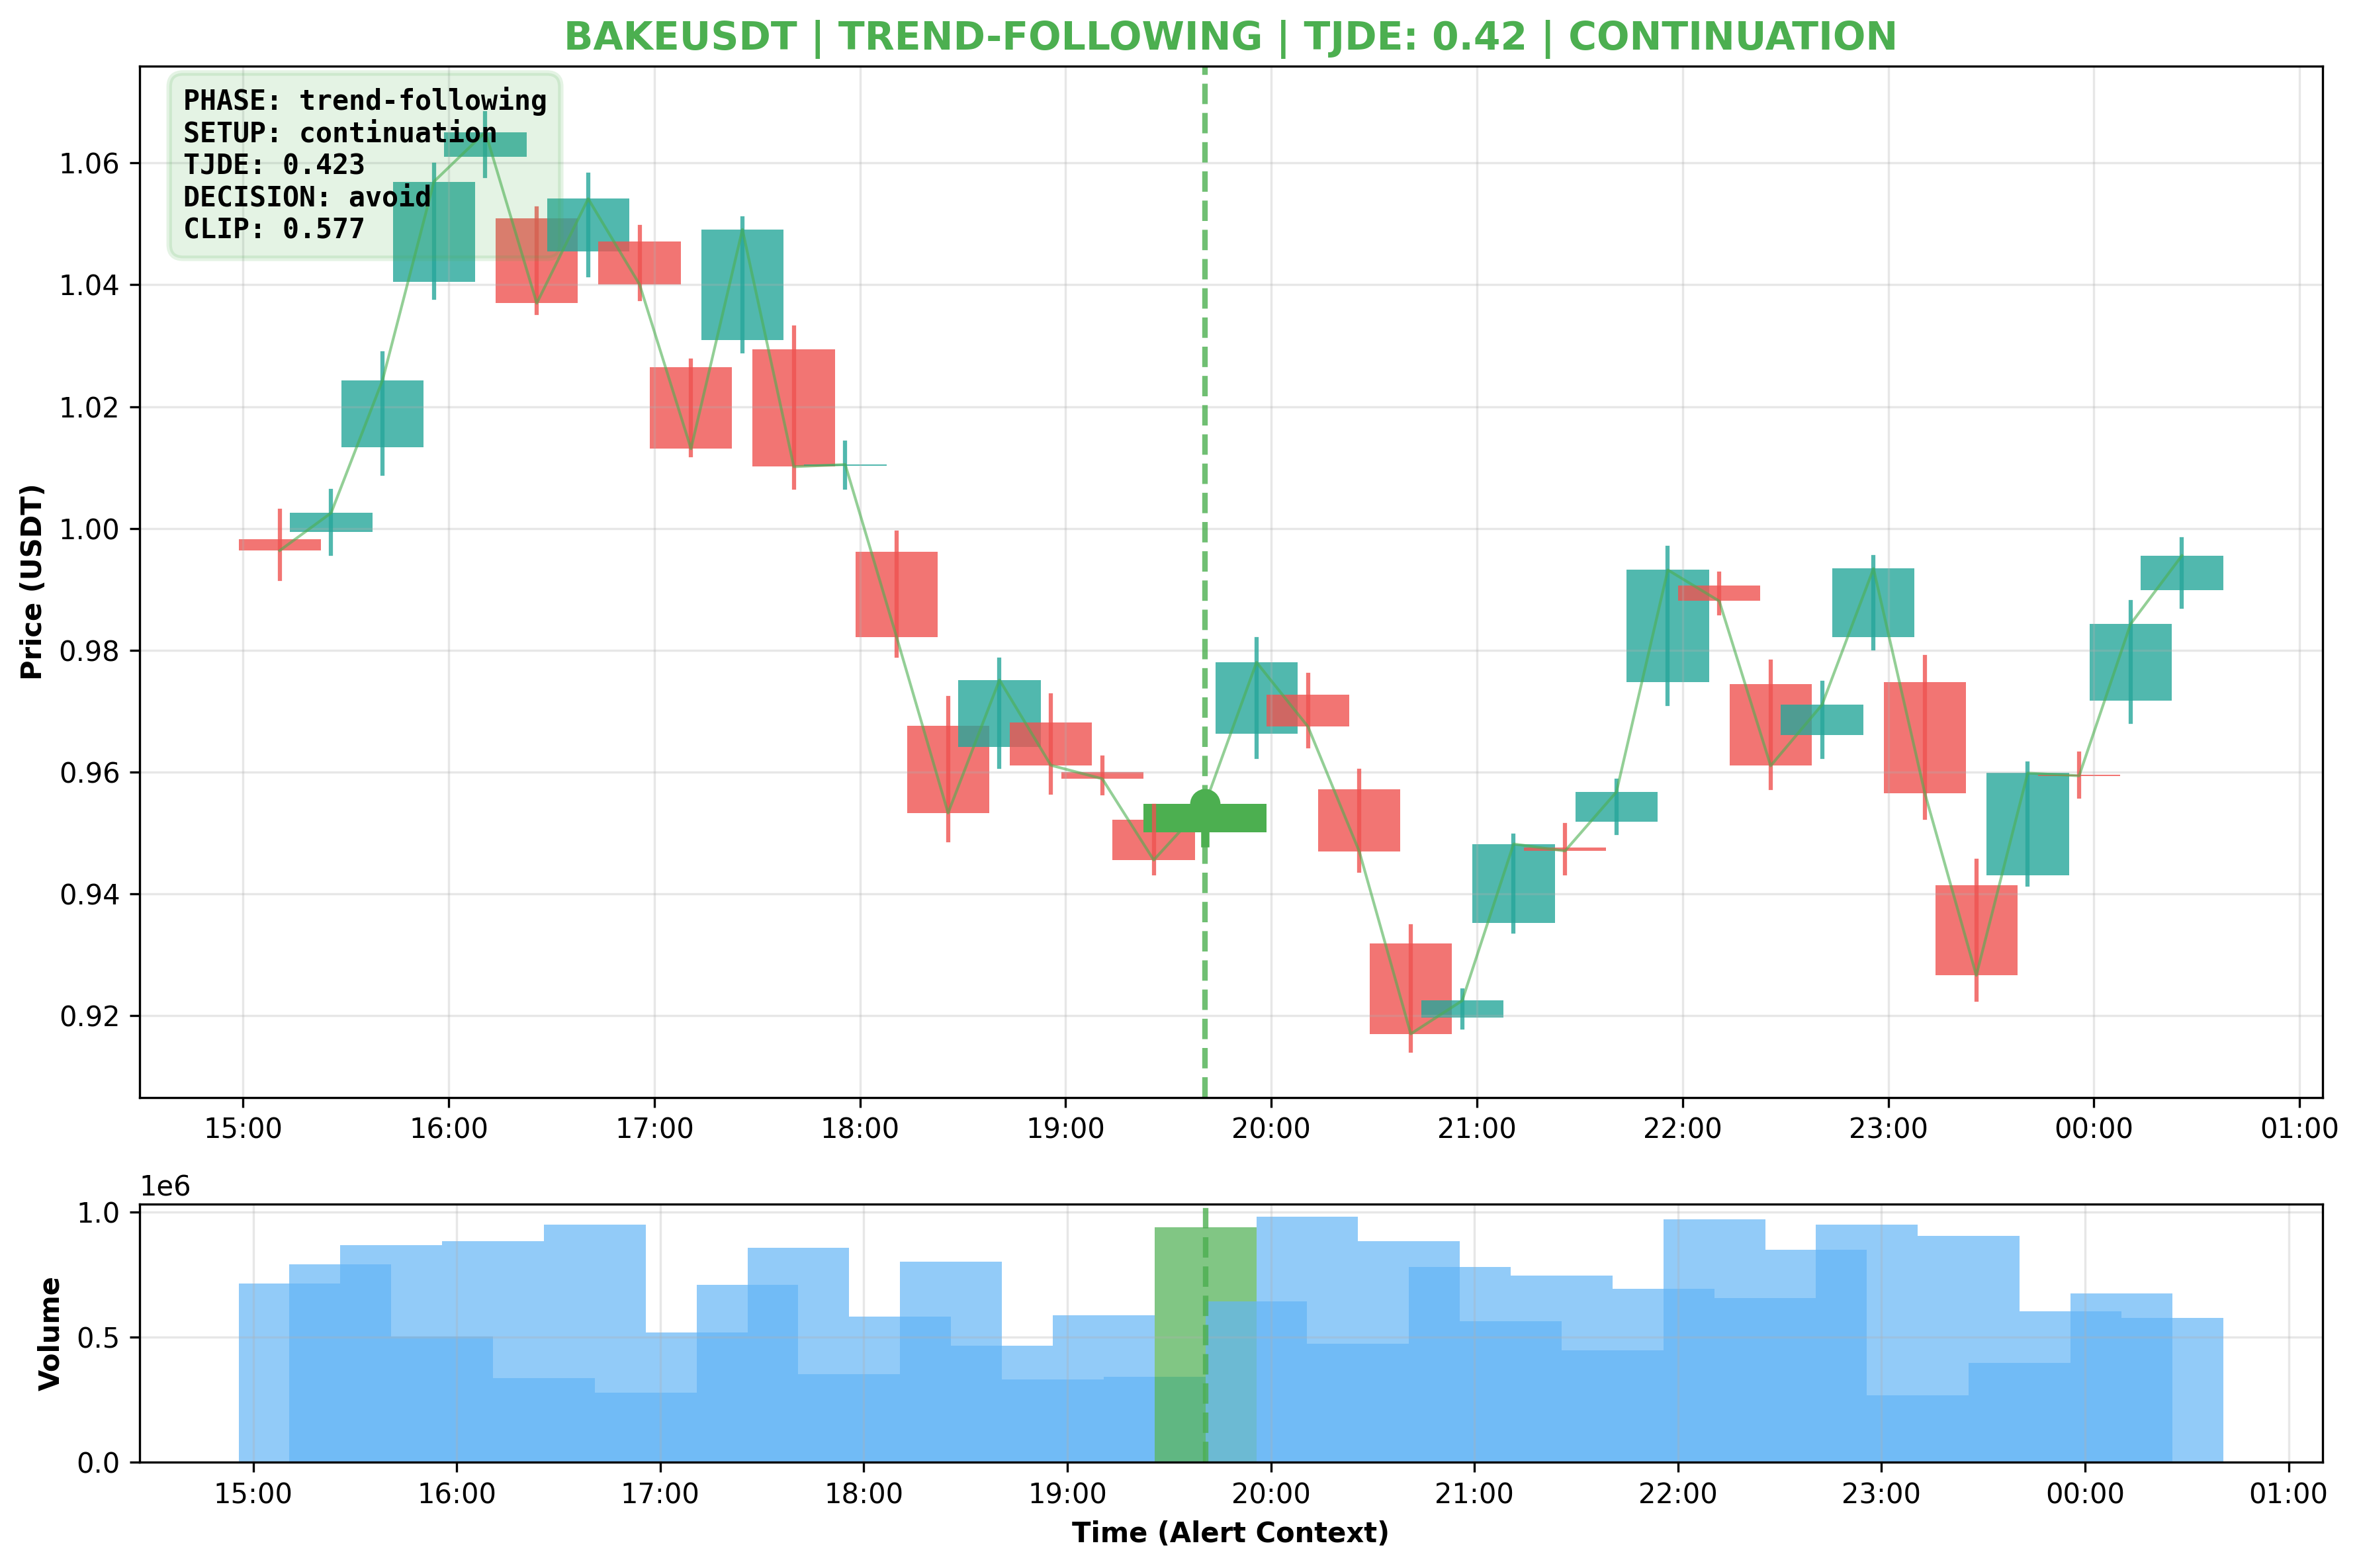 BAKEUSDT | TREND-FOLLOWING | TJDE: 0.42 | CONTINUATION
PHASE: trend-following
SETUP: continuation
TJDE: 0.423
DECISION: avoid
CLIP: 0.577
Price (USDT)
1.06
1.04
1.02
1.00
0.98
0.96
0.94
0.92
15:00 16:00 17:00 18:00 19:00 20:00 21:00 22:00 23:00 00:00 01:00
1e6
Volume
1.0
0.5
0.0
15:00 16:00 17:00 18:00 19:00 20:00 21:00 22:00 23:00 00:00 01:00
Time (Alert Context)